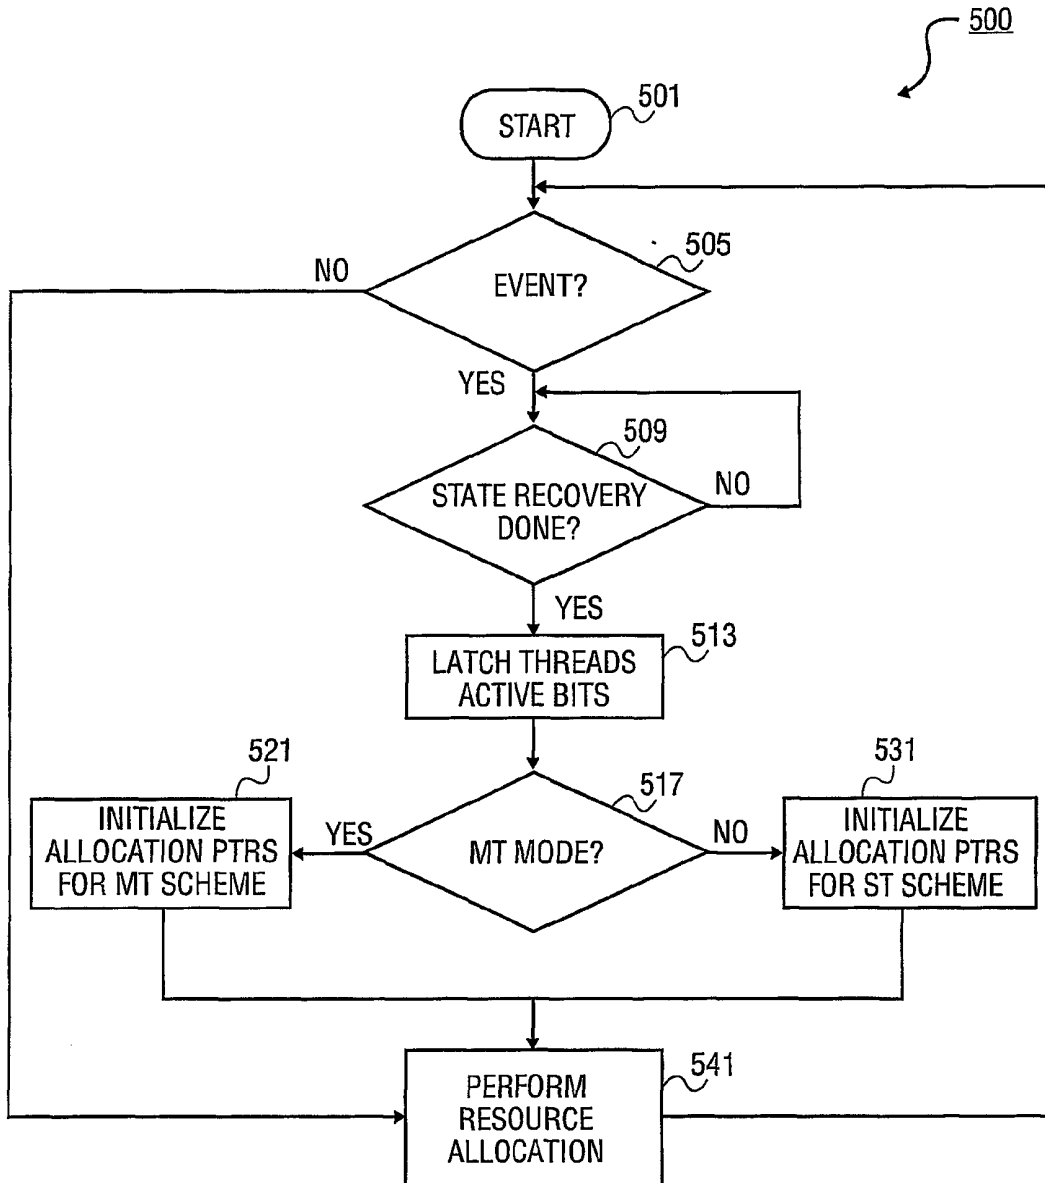 500
START
501
EVENT?
505
NO
YES
STATE RECOVERY
DONE?
509
NO
YES
LATCH THREADS
ACTIVE BITS
513
MT MODE?
517
YES
NO
INITIALIZE
ALLOCATION PTRS
FOR MT SCHEME
521
INITIALIZE
ALLOCATION PTRS
FOR ST SCHEME
531
PERFORM
RESOURCE
ALLOCATION
541